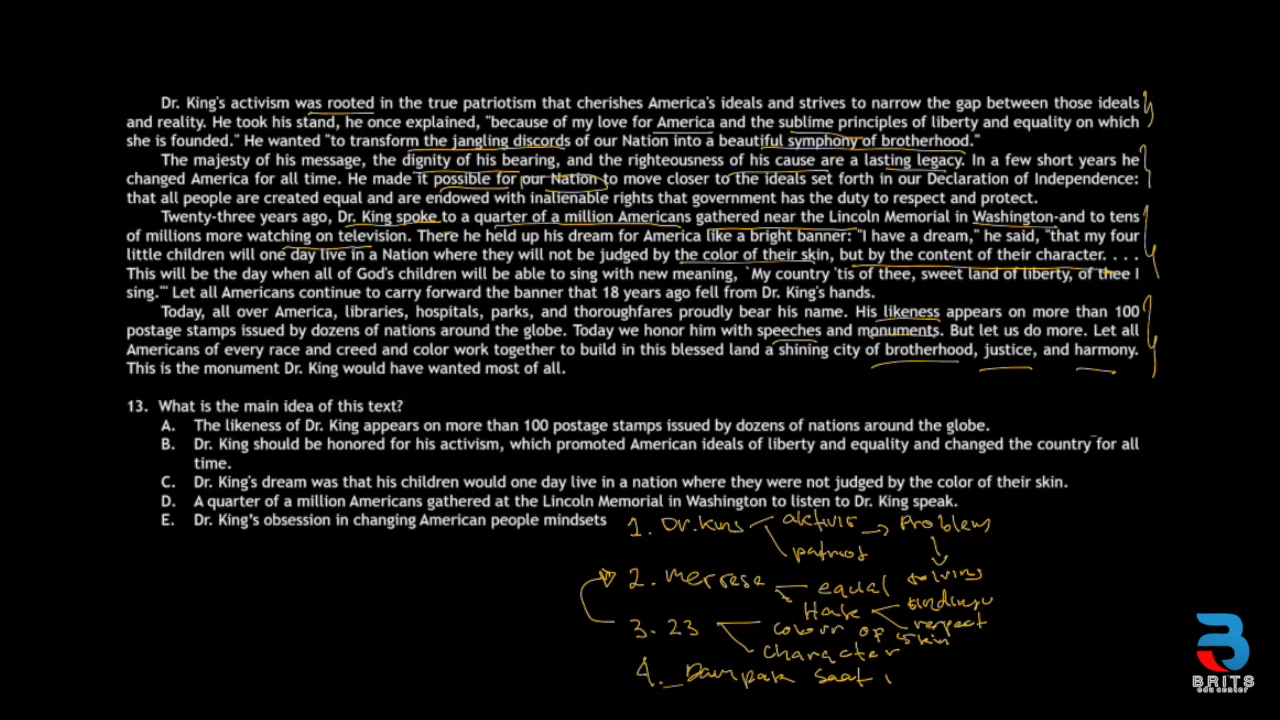 Dr. King's activism was rooted in the true patriotism that cherishes America's ideals and strives to narrow the gap between those ideals
and reality. He took his stand, he once explained, "because of my love for America and the sublime principles of liberty and equality on which
she is founded." He wanted "to transform the jangling discords of our Nation into a beautiful symphony of brotherhood."
The majesty of his message, the dignity of his bearing, and the righteousness of his cause are a lasting legacy. In a few short years he
changed America for all time. He made it possible for our Nation to move closer to the ideals set forth in our Declaration of Independence:
that all people are created equal and are endowed with inalienable rights that government has the duty to respect and protect.
Twenty-three years ago, Dr. King spoke to a quarter of a million Americans gathered near the Lincoln Memorial in Washington-and to tens
of millions more watching on television. There he held up his dream for America like a bright banner: "I have a dream," he said, "that my four
little children will one day live in a Nation where they will not be judged by the color of their skin, but by the content of their character. . . .
This will be the day when all of God's children will be able to sing with new meaning, `My country 'tis of thee, sweet land of liberty, of thee I
sing.'" Let all Americans continue to carry forward the banner that 18 years ago fell from Dr. King's hands.
Today, all over America, libraries, hospitals, parks, and thoroughfares proudly bear his name. His likeness appears on more than 100
postage stamps issued by dozens of nations around the globe. Today we honor him with speeches and monuments. But let us do more. Let all
Americans of every race and creed and color work together to build in this blessed land a shining city of brotherhood, justice, and harmony.
This is the monument Dr. King would have wanted most of all.
13. What is the main idea of this text?
A. The likeness of Dr. King appears on more than 100 postage stamps issued by dozens of nations around the globe.
B. Dr. King should be honored for his activism, which promoted American ideals of liberty and equality and changed the country for all
time.
C. Dr. King's dream was that his children would one day live in a nation where they were not judged by the color of their skin.
D. A quarter of a million Americans gathered at the Lincoln Memorial in Washington to listen to Dr. King speak.
E. Dr. King's obsession in changing American people mindsets
1. Dr. King aktivis Problem
patriot
2. equal solving
Hak
3. 23 colour of skin respect
character
4. Dampak saat
BRITS
edu center